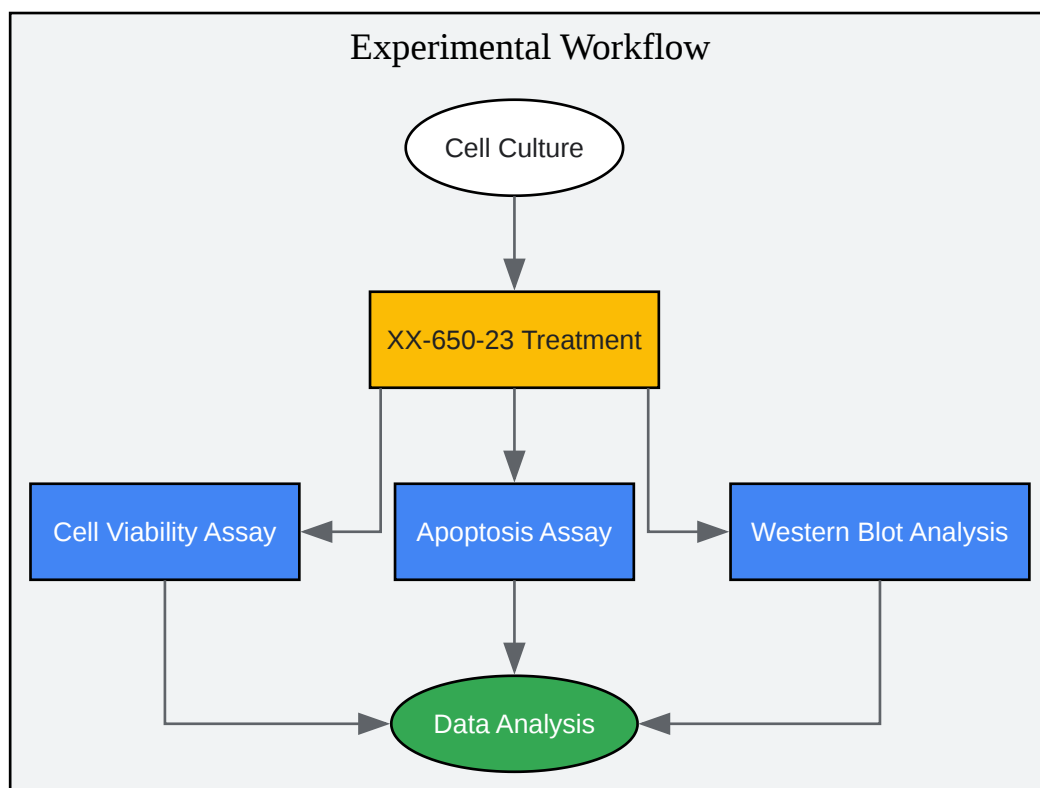 Experimental Workflow
Cell Culture
XX-650-23 Treatment
Cell Viability Assay
Apoptosis Assay
Western Blot Analysis
Data Analysis